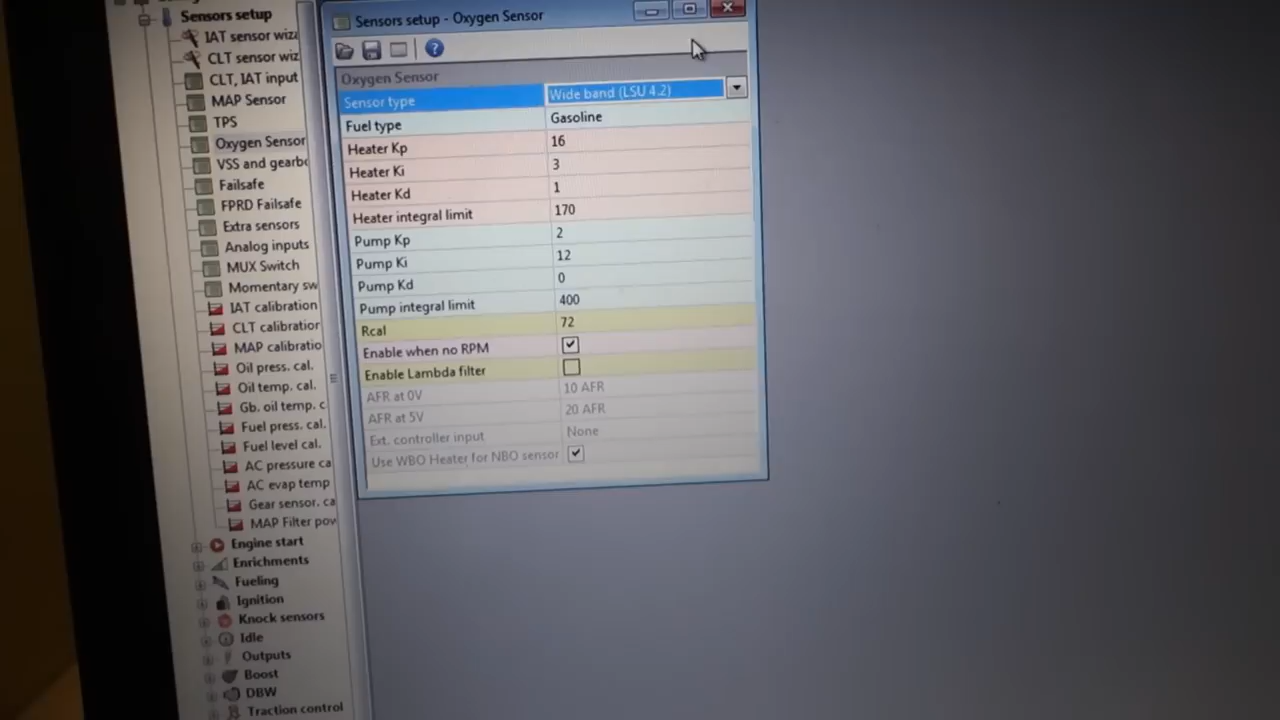 Sensors setup
IAT sensor wiza
CLT sensor wiz
CLT, IAT input
MAP Sensor
TPS
Oxygen Sensor
VSS and gearbo
Failsafe
FPRD Failsafe
Extra sensors
Analog inputs
MUX Switch
Momentary sw
IAT calibration
CLT calibration
MAP calibratio
Oil press. cal.
Oil temp. cal.
Gb. oil temp. c
Fuel press. cal.
Fuel level cal.
AC pressure ca
AC evap temp
Gear sensor. ca
MAP Filter pow
Engine start
Enrichments
Fueling
Ignition
Knock sensors
Idle
Outputs
Boost
DBW
Traction control
Sensors setup - Oxygen Sensor
Oxygen Sensor
Sensor type Wide band (LSU 4.2)
Fuel type Gasoline
Heater Kp 16
Heater Ki 3
Heater Kd 1
Heater integral limit 170
Pump Kp 2
Pump Ki 12
Pump Kd 0
Pump integral limit 400
Rcal 72
Enable when no RPM
Enable Lambda filter
AFR at 0V 10 AFR
AFR at 5V 20 AFR
Ext. controller input None
Use WBO Heater for NBO sensor